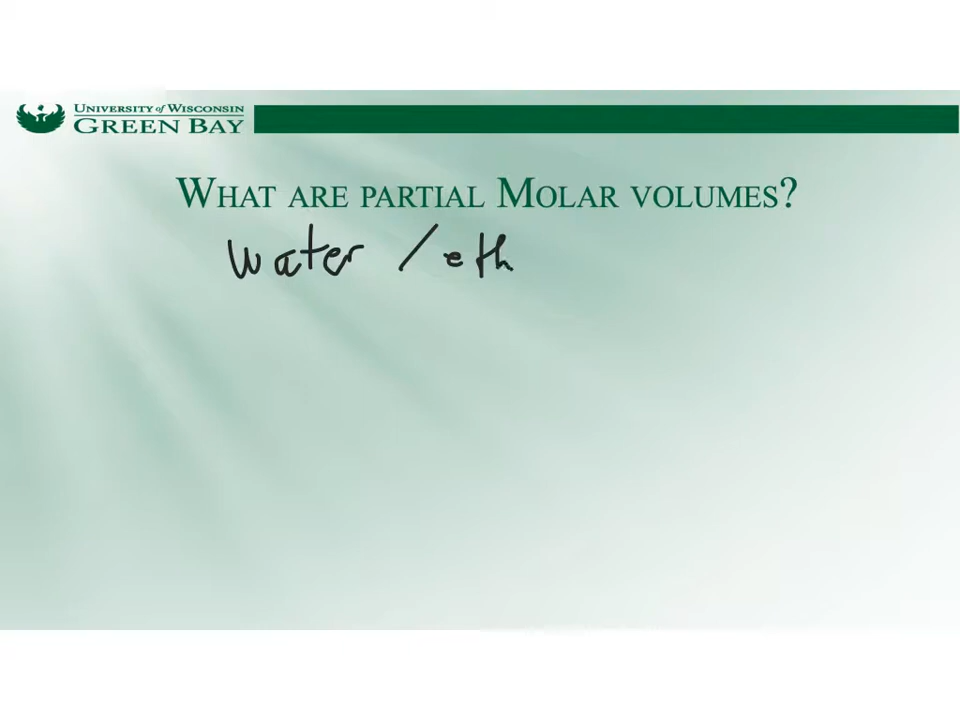 UNIVERSITY of WISCONSIN
GREEN BAY
WHAT ARE PARTIAL MOLAR VOLUMES?
water / eth